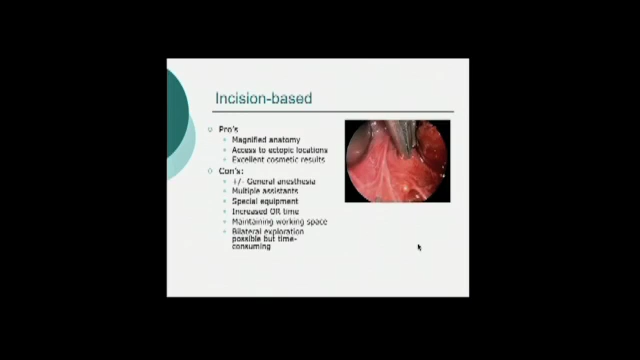 Incision-based
Pro's
Magnified anatomy
Access to ectopic locations
Excellent cosmetic results
Con's:
+/- General anesthesia
Multiple assistants
Special equipment
Increased OR time
Maintaining working space
Bilateral exploration
possible but time-
consuming